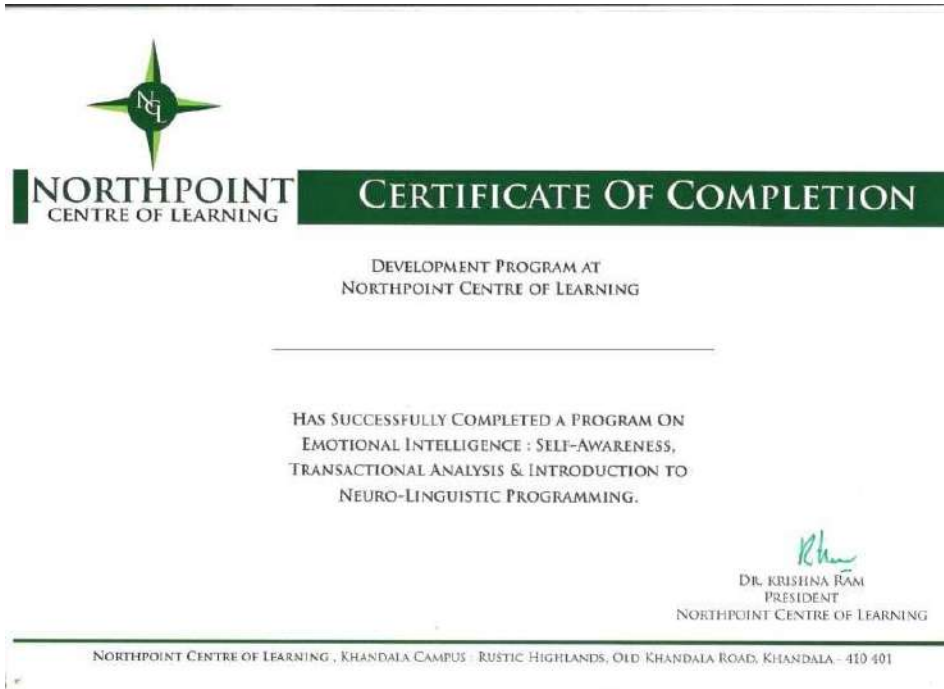 NCL
NORTHPOINT
CENTRE OF LEARNING
CERTIFICATE OF COMPLETION
DEVELOPMENT PROGRAM AT
NORTHPOINT CENTRE OF LEARNING
HAS SUCCESSFULLY COMPLETED A PROGRAM ON
EMOTIONAL INTELLIGENCE : SELF-AWARENESS,
TRANSACTIONAL ANALYSIS & INTRODUCTION TO
NEURO-LINGUISTIC PROGRAMMING.
DR. KRISHNA RAM
PRESIDENT
NORTHPOINT CENTRE OF LEARNING
NORTHPOINT CENTRE OF LEARNING , KHANDALA CAMPUS : RUSTIC HIGHLANDS, OLD KHANDALA ROAD, KHANDALA - 410 401